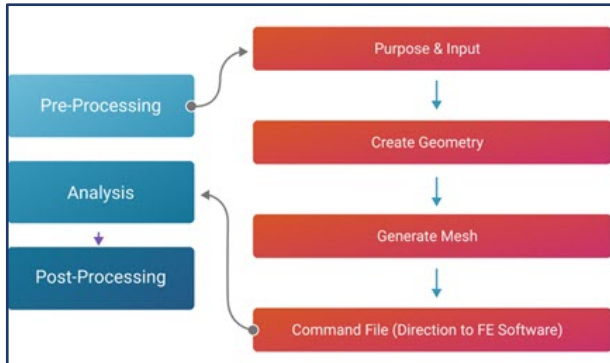 Pre-Processing
Purpose & Input
Create Geometry
Generate Mesh
Command File (Direction to FE Software)
Analysis
Post-Processing